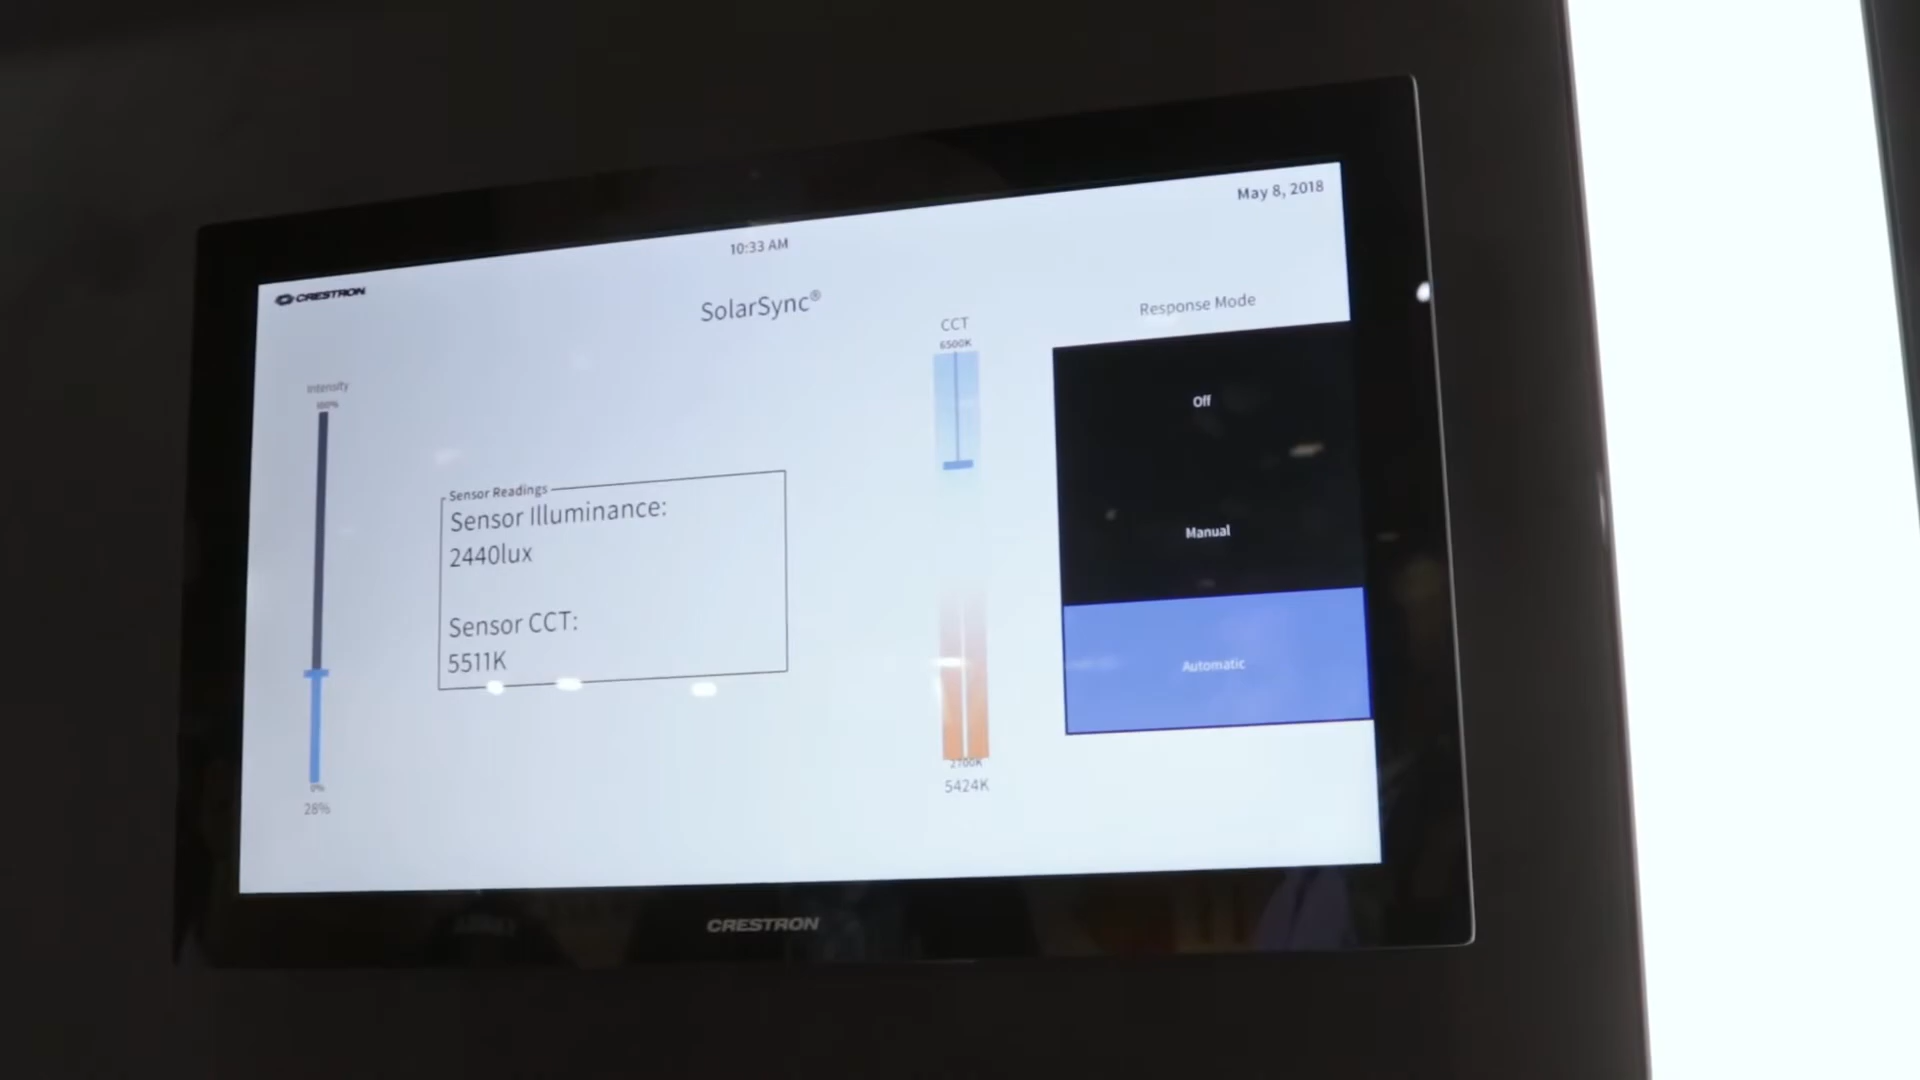 May 8, 2018
10:33 AM
CRESTRON
SolarSync®
Response Mode
CCT
6500K
Intensity
100%
Off
Sensor Readings
Sensor Illuminance:
2440lux
Manual
Sensor CCT:
5511K
Automatic
2700K
5424K
0%
28%
CRESTRON